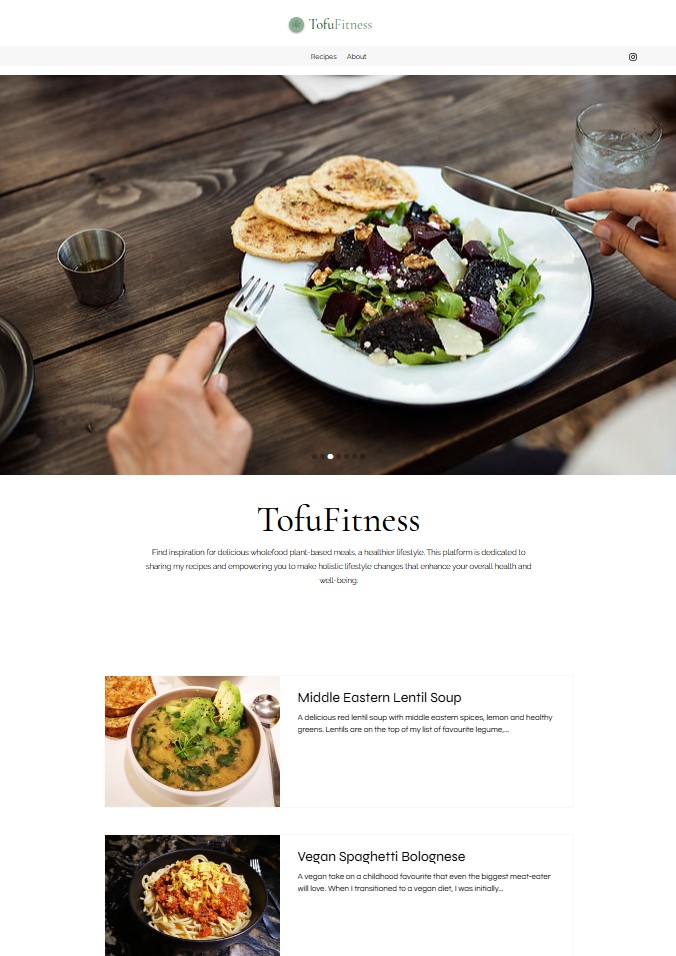 TofuFitness
Recipes About
TofuFitness
Find inspiration for delicious wholefood plant-based meals, a healthier lifestyle. This platform is dedicated to
sharing my recipes and empowering you to make holistic lifestyle changes that enhance your overall health and
well-being.
Middle Eastern Lentil Soup
A delicious red lentil soup with middle eastern spices, lemon and healthy
greens. Lentils are on the top of my list of favourite legume,...
Vegan Spaghetti Bolognese
A vegan take on a childhood favourite that even the biggest meat-eater
will love. When I transitioned to a vegan diet, I was initially...